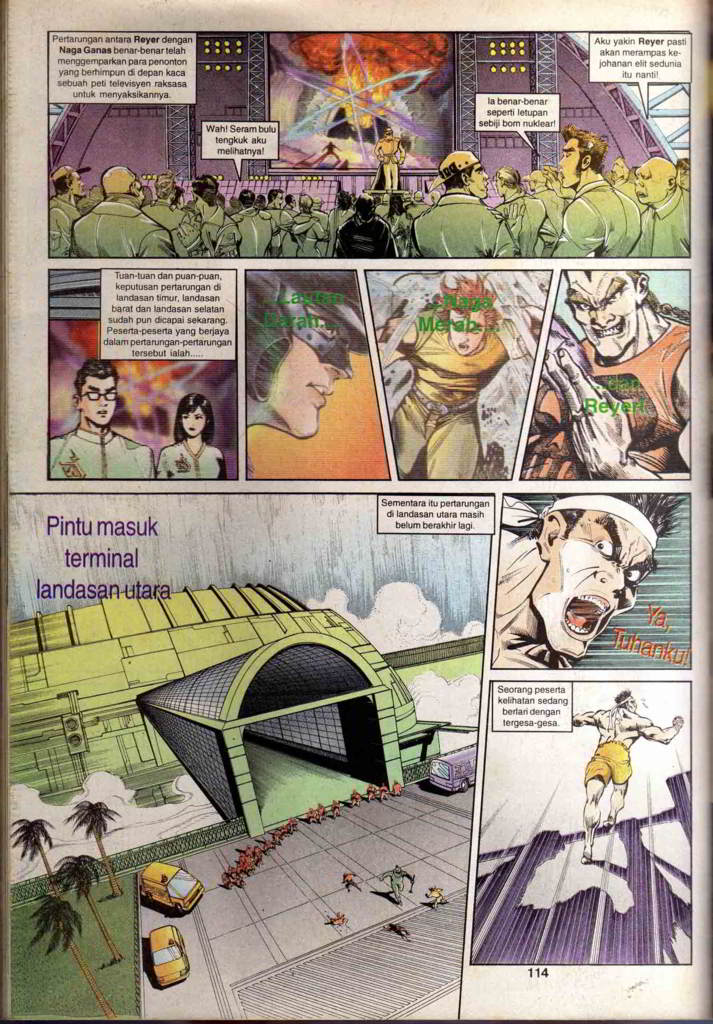 Pertarungan antara Reyer dengan
Naga Ganas benar-benar telah
menggemparkan para penonton
yang berhimpun di depan kaca
sebuah peti televisyen raksasa
untuk menyaksikannya.
Wah! Seram bulu
tengkuk aku
melihatnya!
Ia benar-benar
seperti letupan
sebiji bom nuklear!
Aku yakin Reyer pasti
akan merampas ke-
johanan elit sedunia
itu nanti!
Tuan-tuan dan puan-puan,
keputusan pertarungan di
landasan timur, landasan
barat dan landasan selatan
sudah pun dicapai sekarang.
Peserta-peserta yang berjaya
dalam pertarungan-pertarungan
tersebut ialah.....
...Lautan
Darah...
...Naga
Merah....
...dan
Reyer!
Pintu masuk
terminal
landasan utara
Sementara itu pertarungan
di landasan utara masih
belum berakhir lagi.
Ya,
Tuhanku!
Seorang peserta
kelihatan sedang
berlari dengan
tergesa-gesa.
114